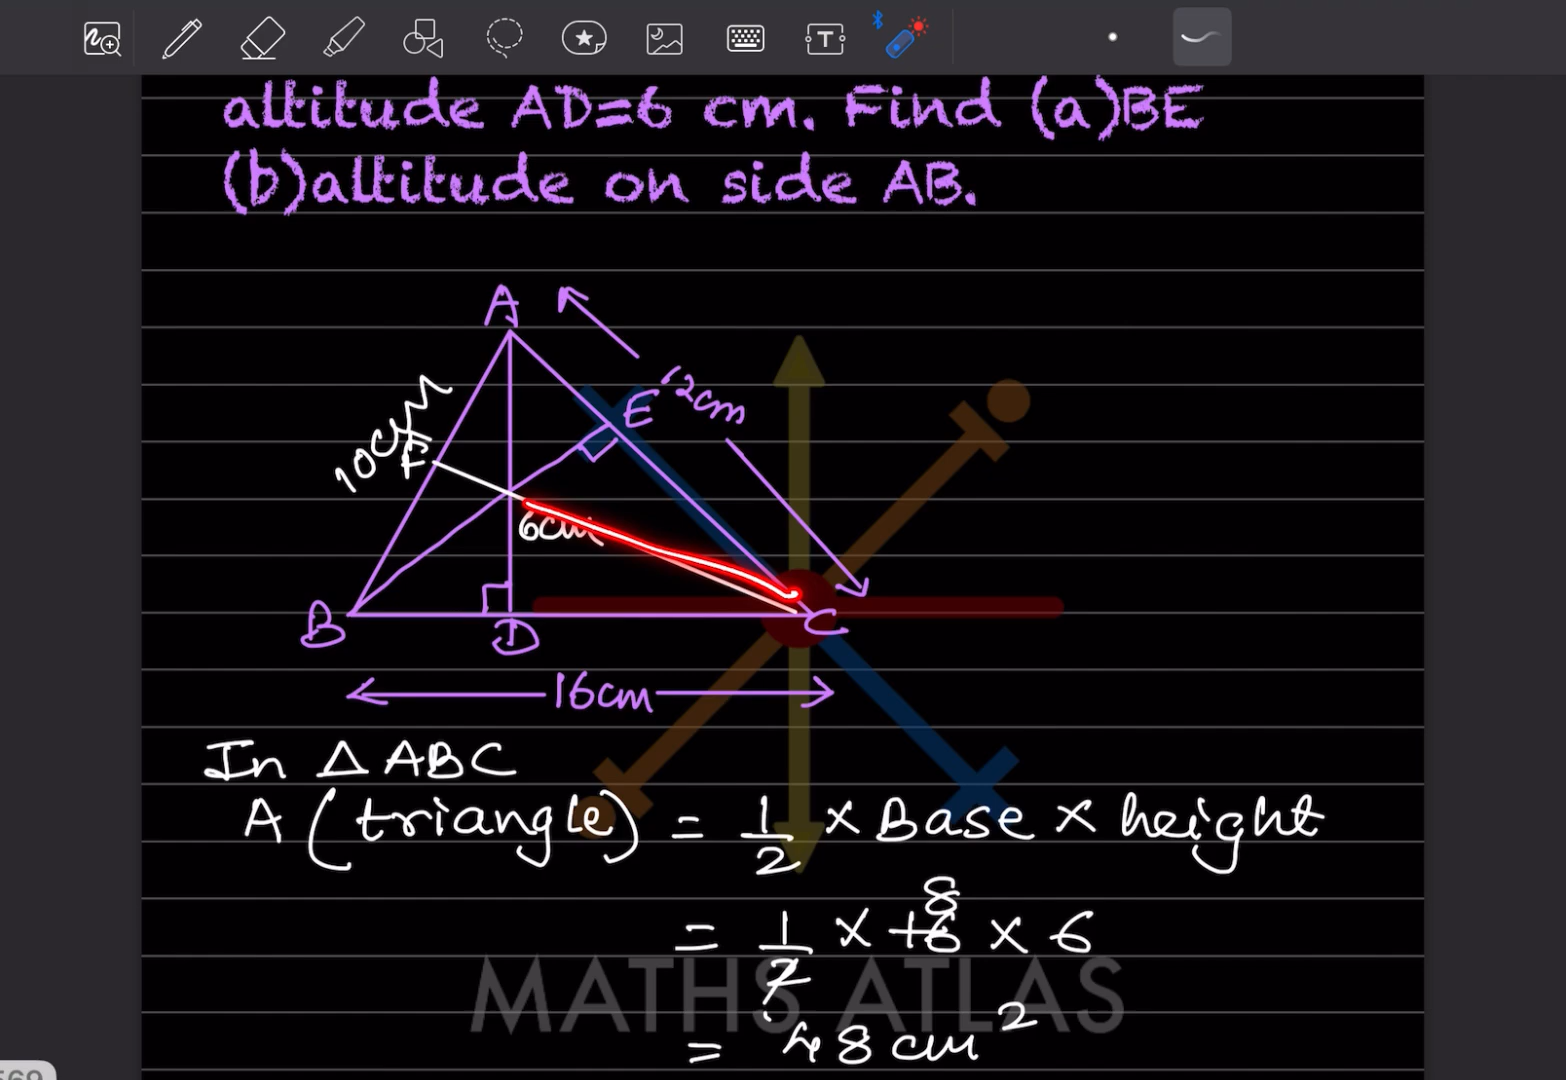 altitude AD=6 cm. Find (a)BE
(b)altitude on side AB.
A
12cm
E
10cm
F
6cm
B
D
C
16cm
In △ ABC
A (triangle) = 1/2 × Base × height
8
= 1/2 × 16 × 6
MATHS ATLAS
= 48 cm²